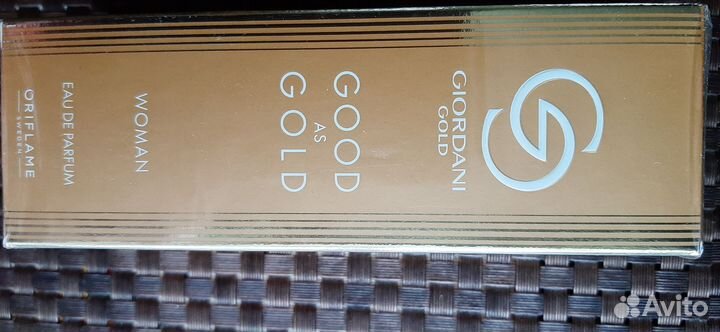 GIORDANI
GOLD
GOOD
AS
GOLD
WOMAN
EAU DE PARFUM
ORIFLAME
SWEDEN
Avito